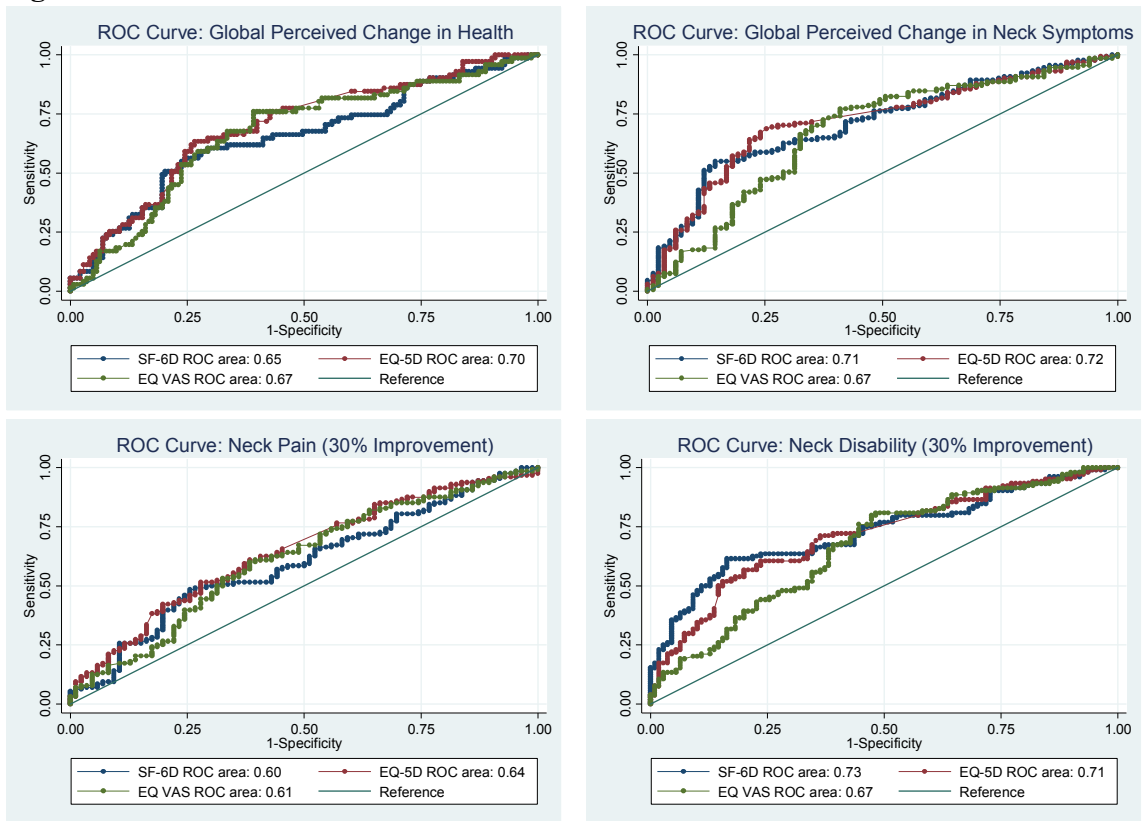 ROC Curve: Global Perceived Change in Health
Sensitivity
1.00
0.75
0.50
0.25
0.00
0.00 0.25 0.50 0.75 1.00
1-Specificity
SF-6D ROC area: 0.65 EQ-5D ROC area: 0.70
EQ VAS ROC area: 0.67 Reference
ROC Curve: Global Perceived Change in Neck Symptoms
Sensitivity
1.00
0.75
0.50
0.25
0.00
0.00 0.25 0.50 0.75 1.00
1-Specificity
SF-6D ROC area: 0.71 EQ-5D ROC area: 0.72
EQ VAS ROC area: 0.67 Reference
ROC Curve: Neck Pain (30% Improvement)
Sensitivity
1.00
0.75
0.50
0.25
0.00
0.00 0.25 0.50 0.75 1.00
1-Specificity
SF-6D ROC area: 0.60 EQ-5D ROC area: 0.64
EQ VAS ROC area: 0.61 Reference
ROC Curve: Neck Disability (30% Improvement)
Sensitivity
1.00
0.75
0.50
0.25
0.00
0.00 0.25 0.50 0.75 1.00
1-Specificity
SF-6D ROC area: 0.73 EQ-5D ROC area: 0.71
EQ VAS ROC area: 0.67 Reference